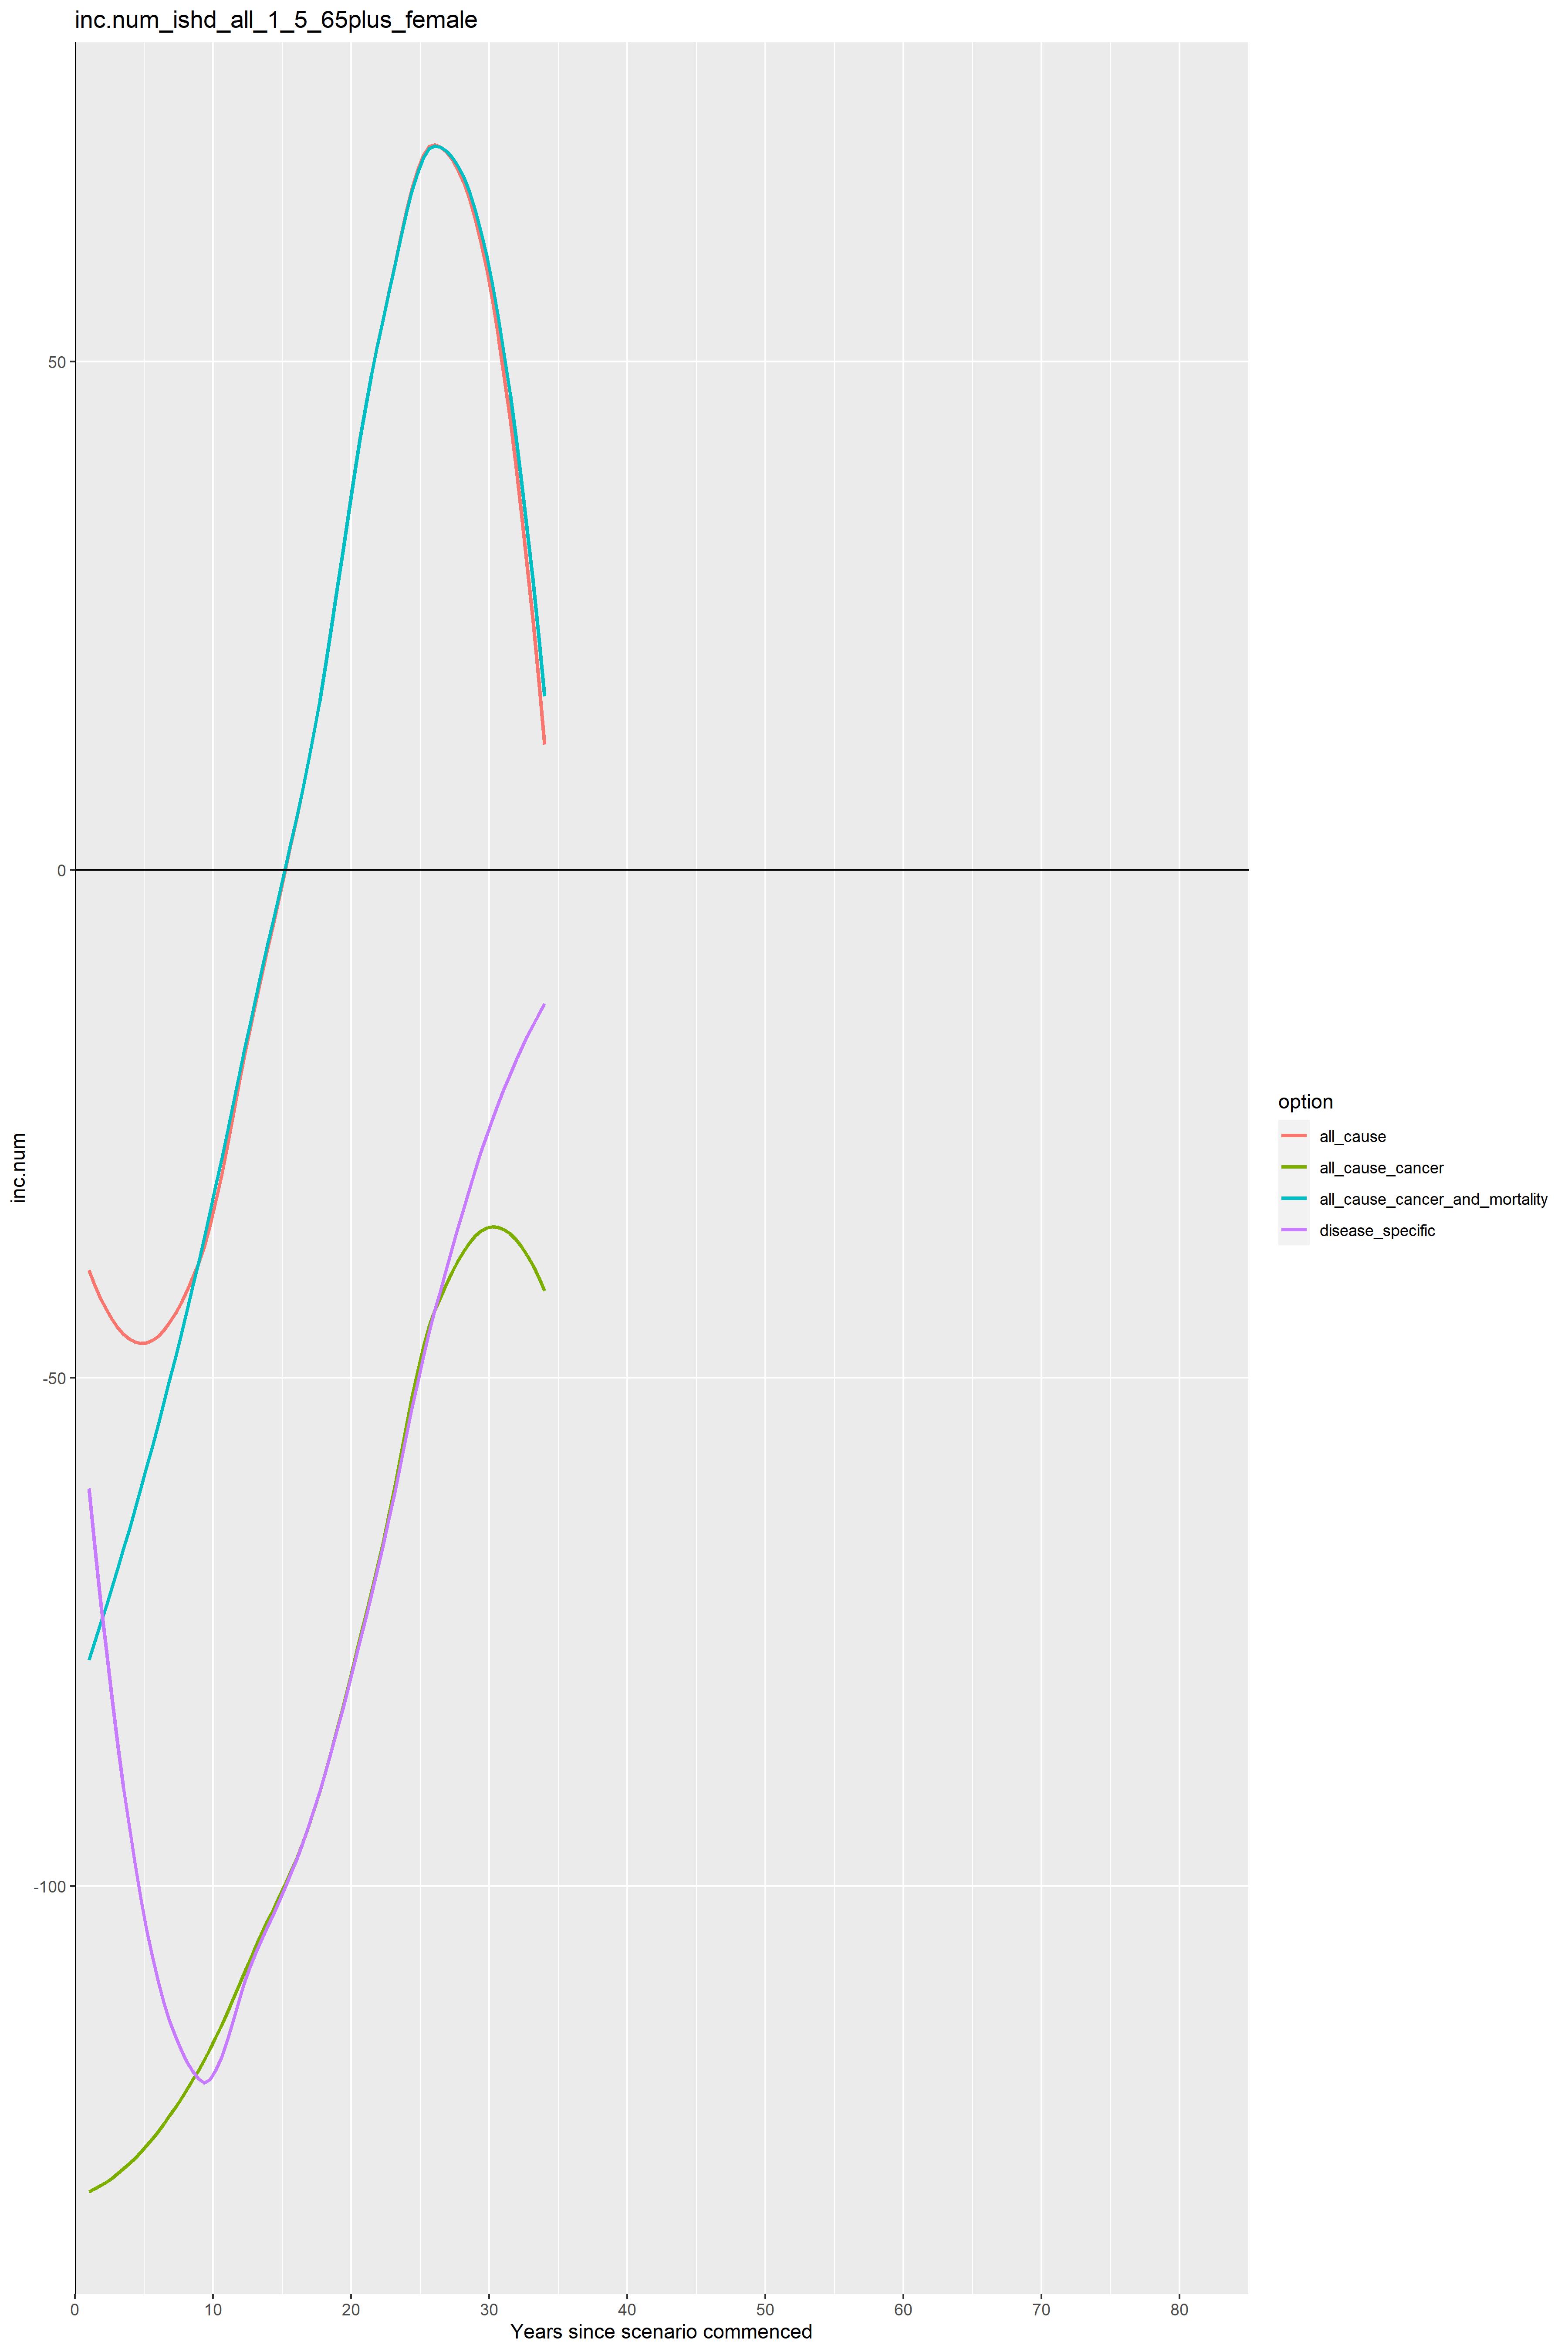 inc.num_ishd_all_1_5_65plus_female
inc.num
50
0
-50
-100
0 10 20 30 40 50 60 70 80
Years since scenario commenced
option
all_cause
all_cause_cancer
all_cause_cancer_and_mortality
disease_specific